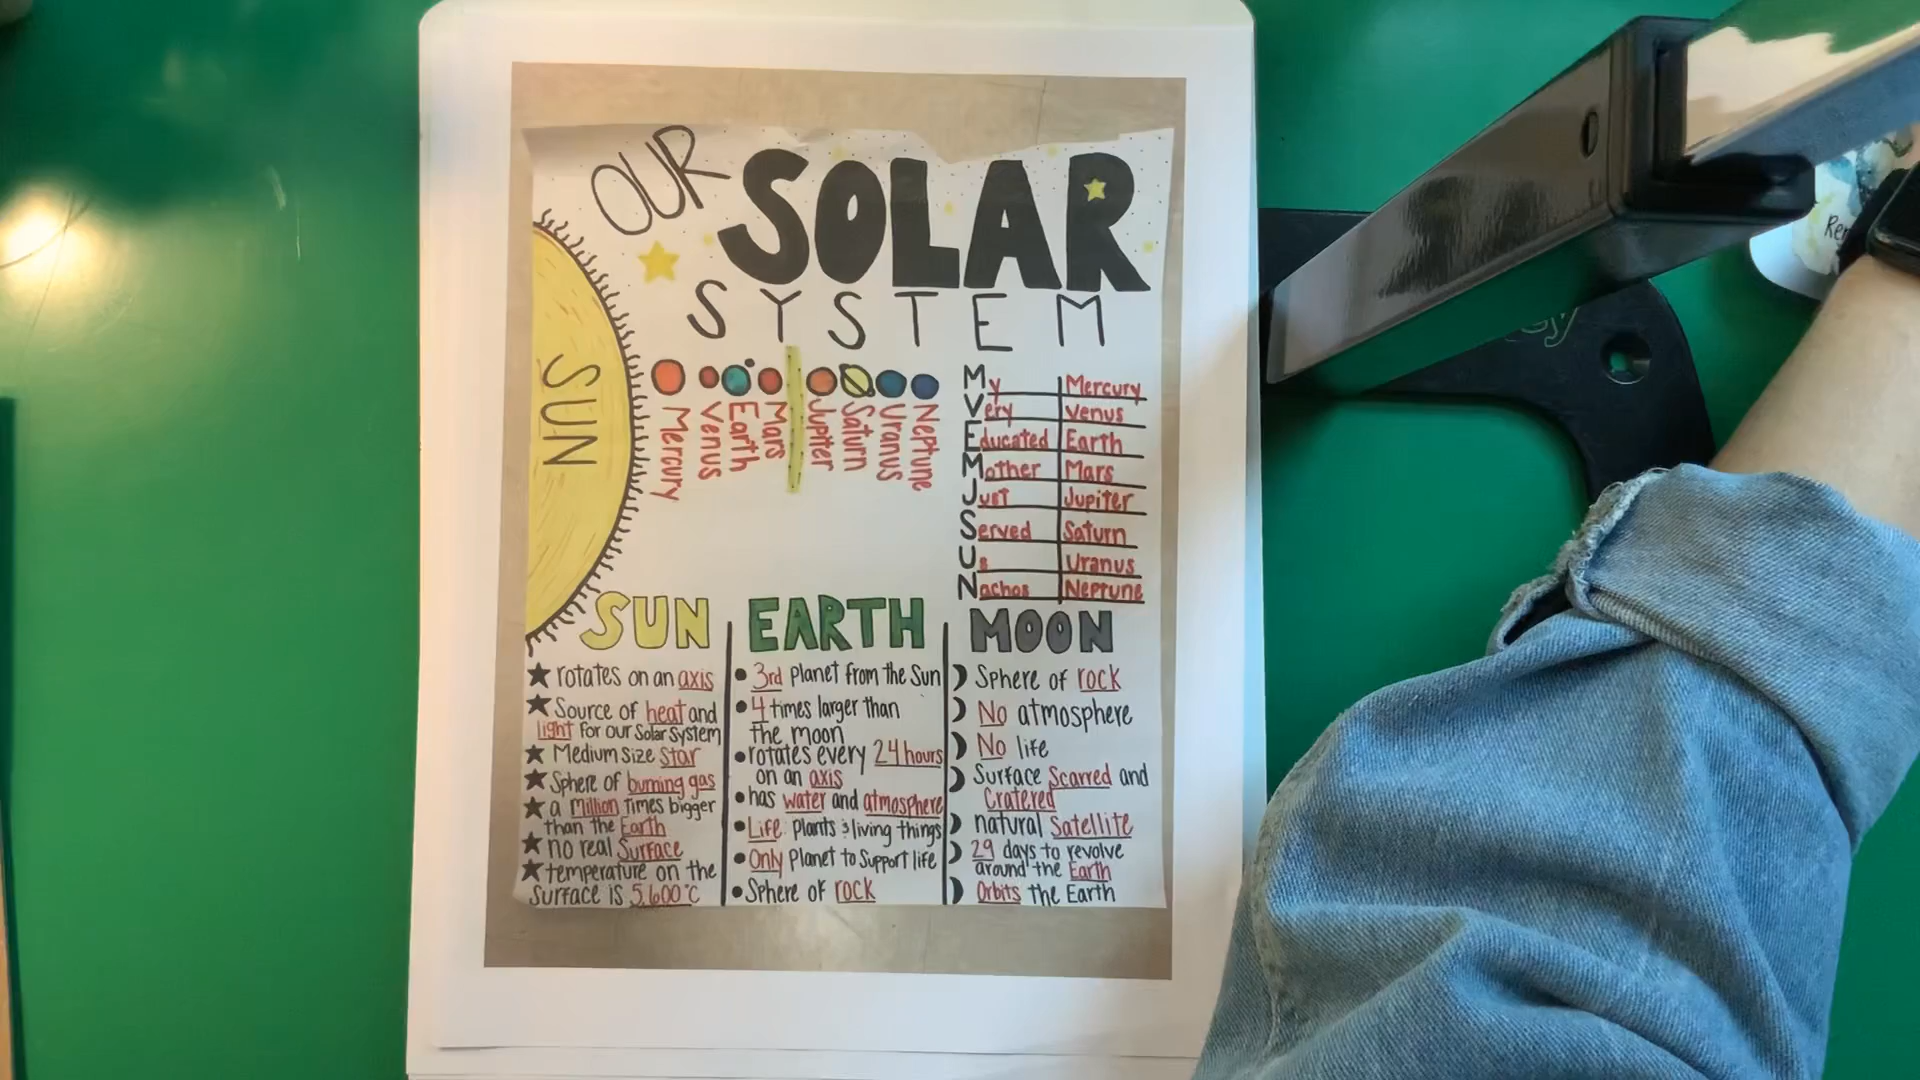 OUR SOLAR
SYSTEM
SUN
Mercury
Venus
Earth
Mars
Jupiter
Saturn
Uranus
Neptune
My Mercury
Very Venus
Educated Earth
Mother Mars
Just Jupiter
Served Saturn
Us Uranus
Nachos Neptune
SUN
rotates on an axis
Source of heat and
light for our Solar System
Medium Size Star
Sphere of burning gas
a Million times bigger
than the Earth
no real Surface
temperature on the
Surface is 5,600°C
EARTH
3rd planet from the Sun
4 times larger than
the moon
rotates every 24 hours
on an axis
has water and atmosphere
Life: plants & living things
Only planet to support life
Sphere of rock
MOON
Sphere of rock
No atmosphere
No life
Surface Scarred and
Cratered
natural Satellite
29 days to revolve
around the Earth
Orbits the Earth